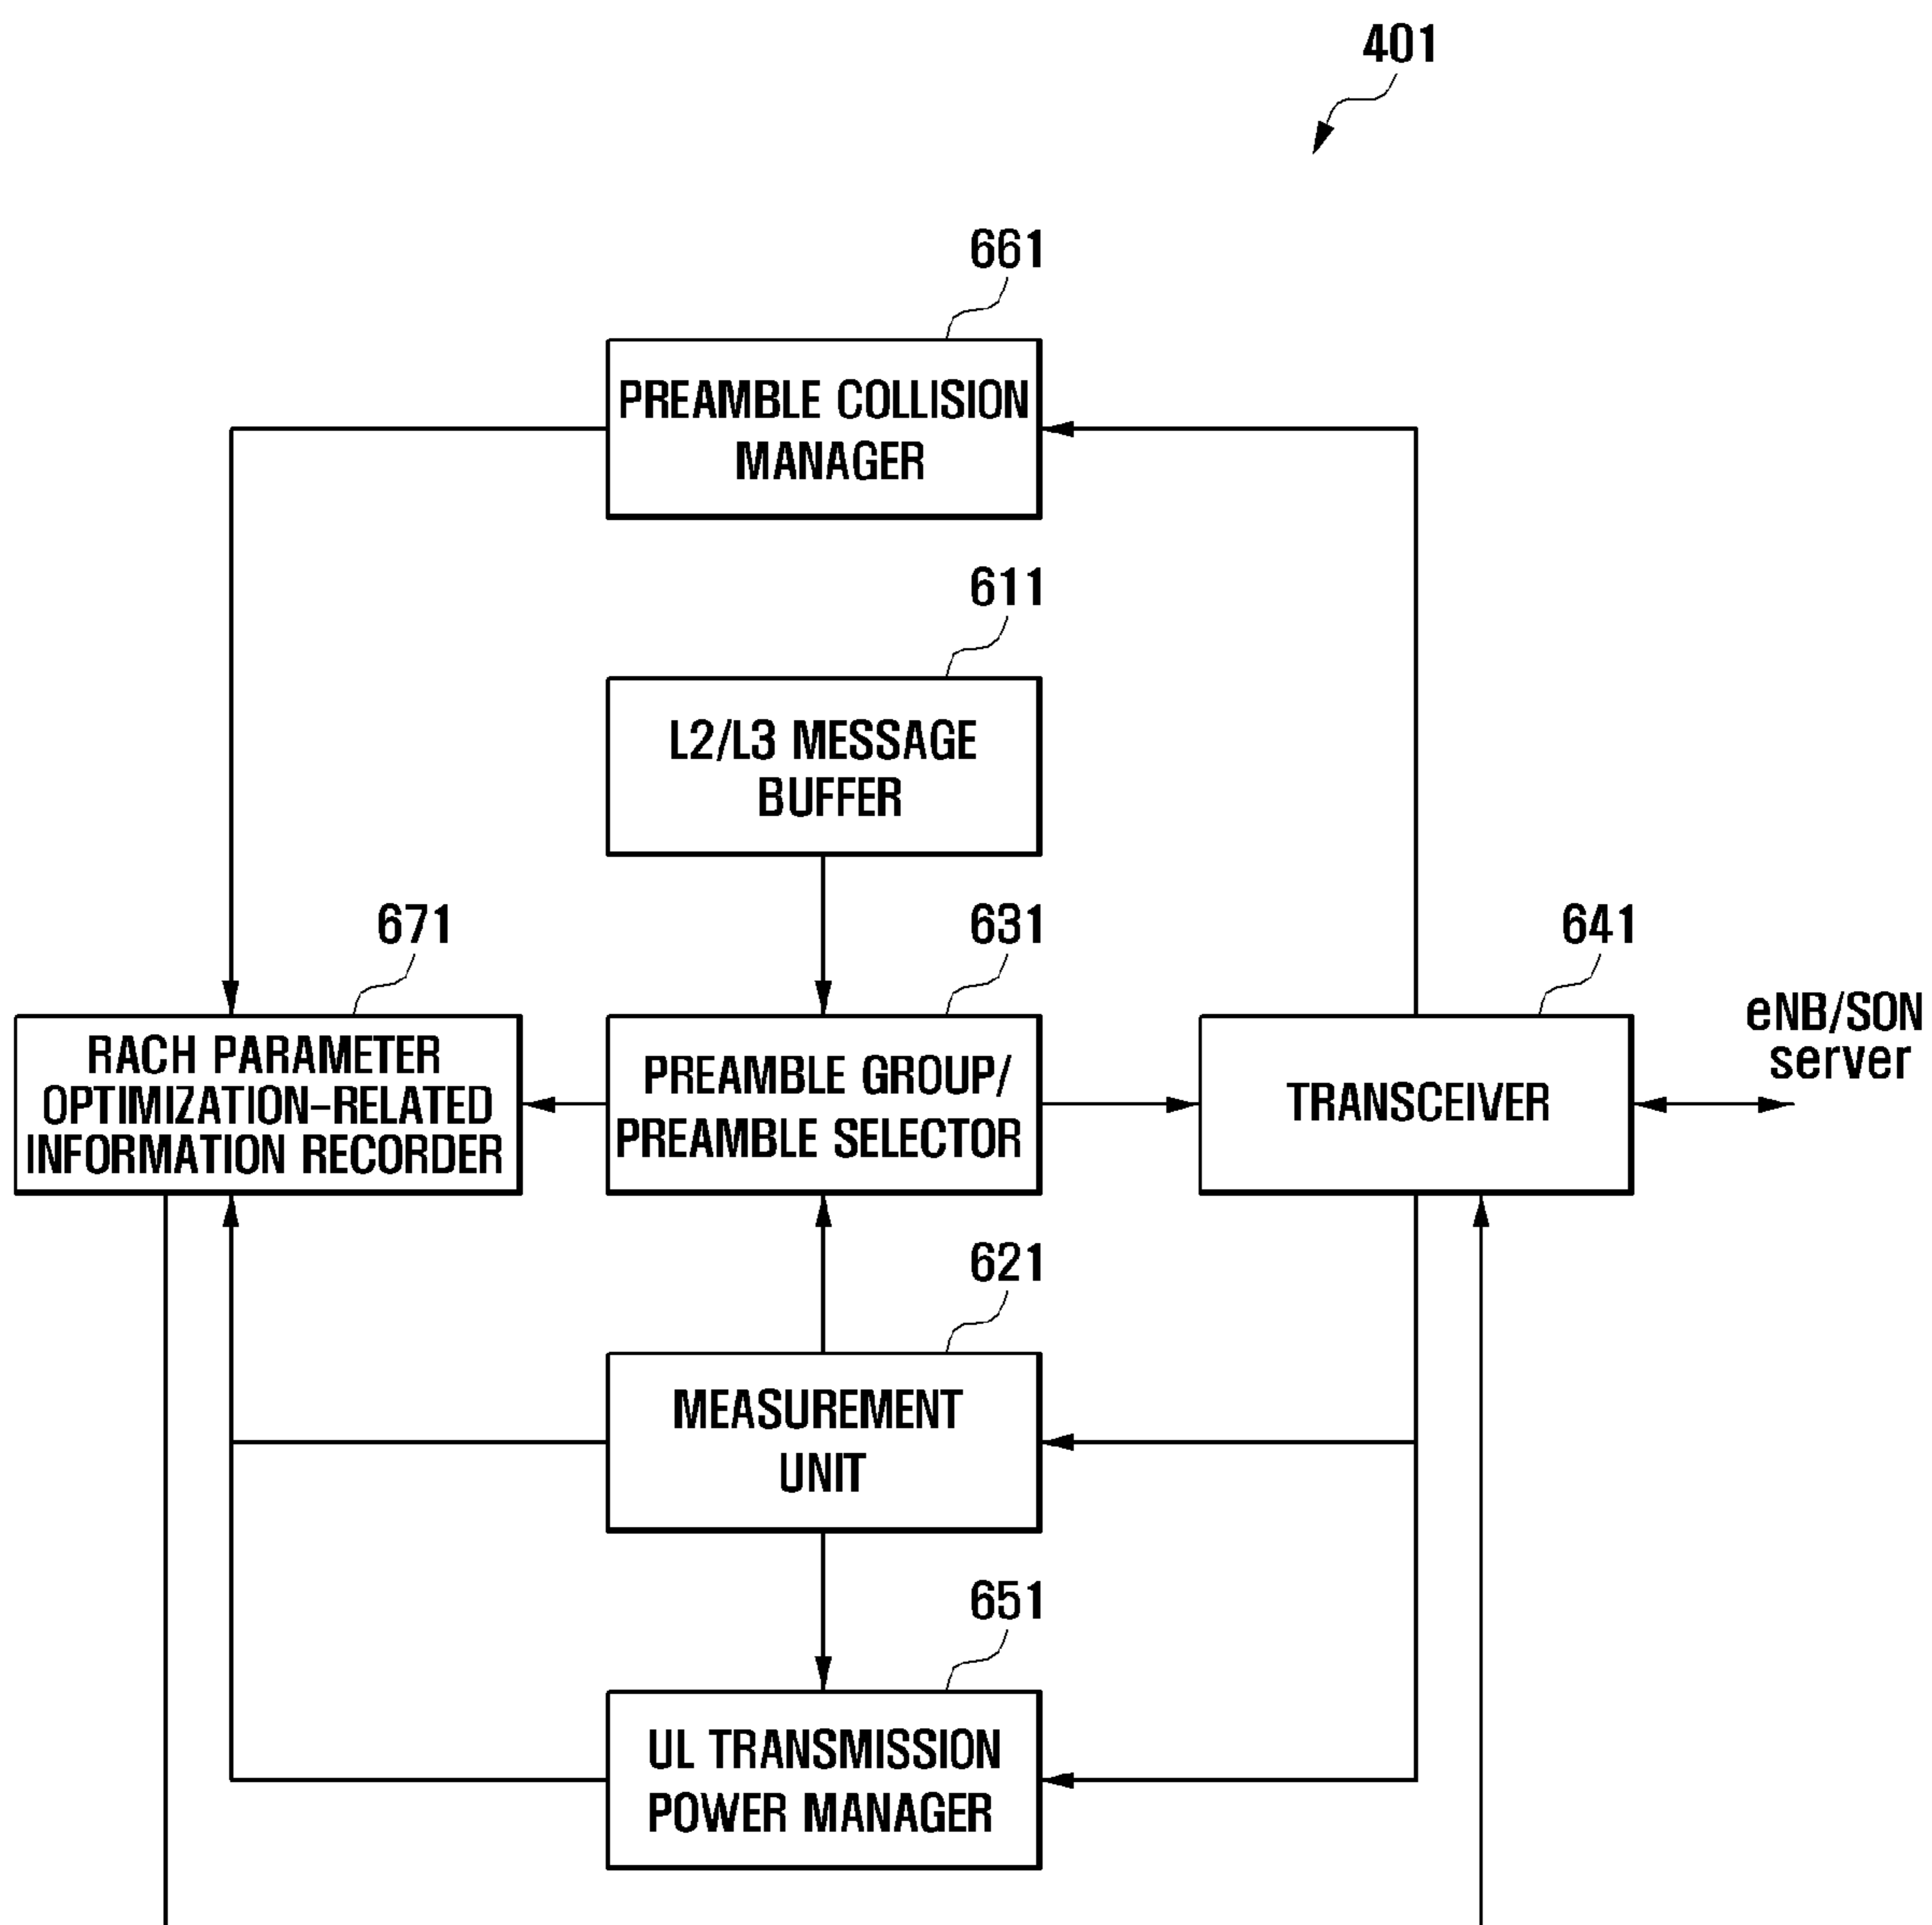 401
661
PREAMBLE COLLISION
MANAGER
611
L2/L3 MESSAGE
BUFFER
671
631
641
RACH PARAMETER
OPTIMIZATION-RELATED
INFORMATION RECORDER
PREAMBLE GROUP/
PREAMBLE SELECTOR
TRANSCEIVER
eNB/SON
server
621
MEASUREMENT
UNIT
651
UL TRANSMISSION
POWER MANAGER